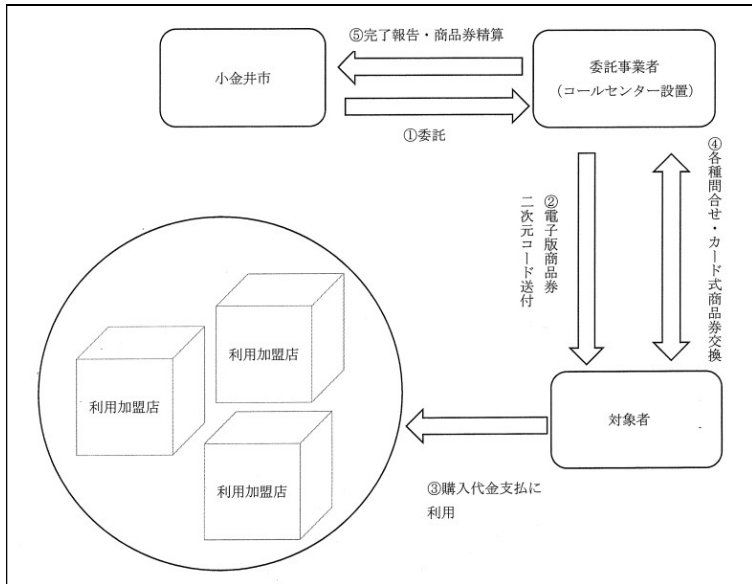 ⑤完了報告・商品券精算
小金井市
委託事業者
（コールセンター設置）
①委託
②電子版商品券
二次元コード送付
④各種問合せ・カード式商品券交換
利用加盟店
利用加盟店
利用加盟店
対象者
③購入代金支払に
利用